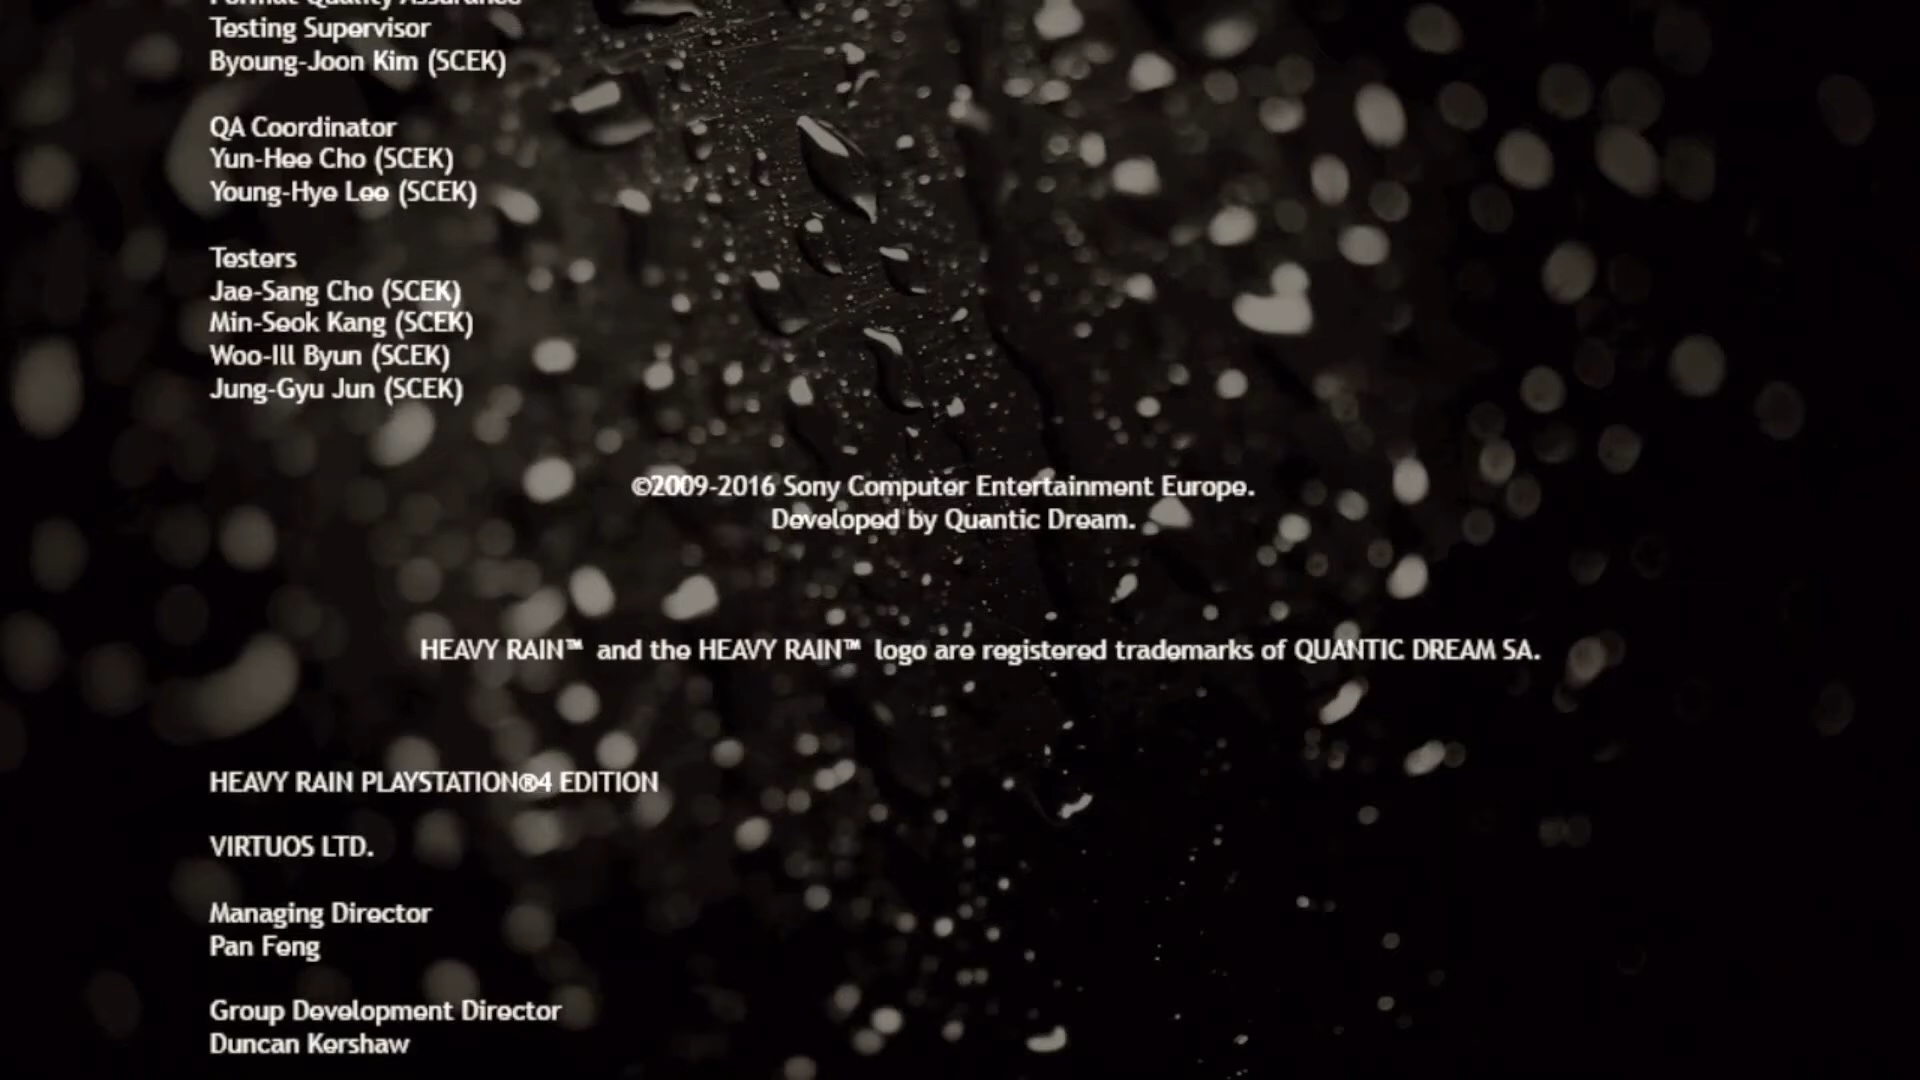 Format Quality Assurance
Testing Supervisor
Byoung-Joon Kim (SCEK)
QA Coordinator
Yun-Hee Cho (SCEK)
Young-Hye Lee (SCEK)
Testers
Jae-Sang Cho (SCEK)
Min-Seok Kang (SCEK)
Woo-Ill Byun (SCEK)
Jung-Gyu Jun (SCEK)
©2009-2016 Sony Computer Entertainment Europe.
Developed by Quantic Dream.
HEAVY RAIN™ and the HEAVY RAIN™ logo are registered trademarks of QUANTIC DREAM SA.
HEAVY RAIN PLAYSTATION®4 EDITION
VIRTUOS LTD.
Managing Director
Pan Feng
Group Development Director
Duncan Kershaw